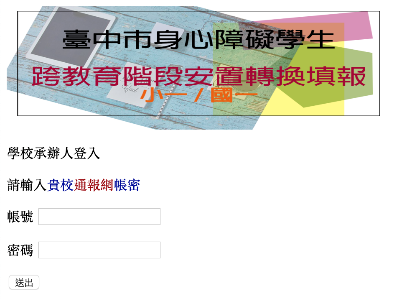 臺中市身心障礙學生
跨教育階段安置轉換填報
小一 / 國一
學校承辦人登入
請輸入貴校通報網帳密
帳號
密碼
送出